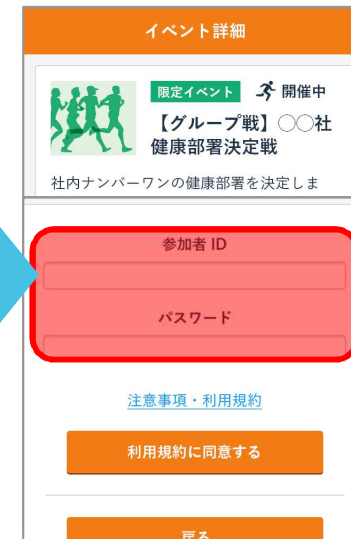 イベント詳細
限定イベント 開催中
【グループ戦】○○社
健康部署決定戦
社内ナンバーワンの健康部署を決定しま
参加者 ID
パスワード
注意事項・利用規約
利用規約に同意する
戻る